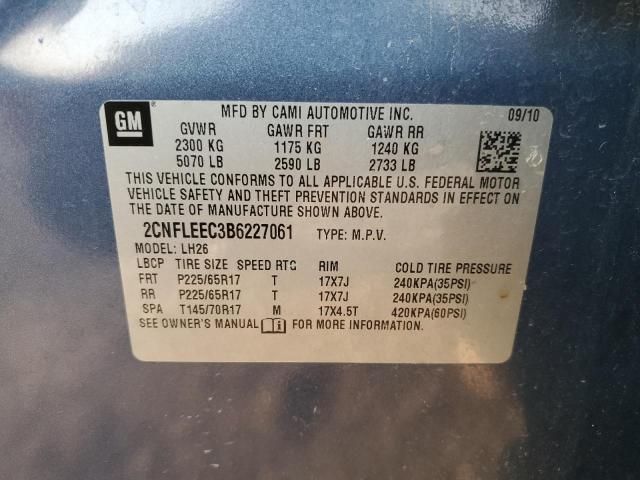 GM ®
MFD BY CAMI AUTOMOTIVE INC. 09/10
GVWR GAWR FRT GAWR RR
2300 KG 1175 KG 1240 KG
5070 LB 2590 LB 2733 LB
THIS VEHICLE CONFORMS TO ALL APPLICABLE U.S. FEDERAL MOTOR
VEHICLE SAFETY AND THEFT PREVENTION STANDARDS IN EFFECT ON
THE DATE OF MANUFACTURE SHOWN ABOVE.
2CNFLEEC3B6227061 TYPE: M.P.V.
MODEL: LH26
LBCP TIRE SIZE SPEED RTG RIM COLD TIRE PRESSURE
FRT P225/65R17 T 17X7J 240KPA(35PSI)
RR P225/65R17 T 17X7J 240KPA(35PSI)
SPA T145/70R17 M 17X4.5T 420KPA(60PSI)
SEE OWNER'S MANUAL FOR MORE INFORMATION.